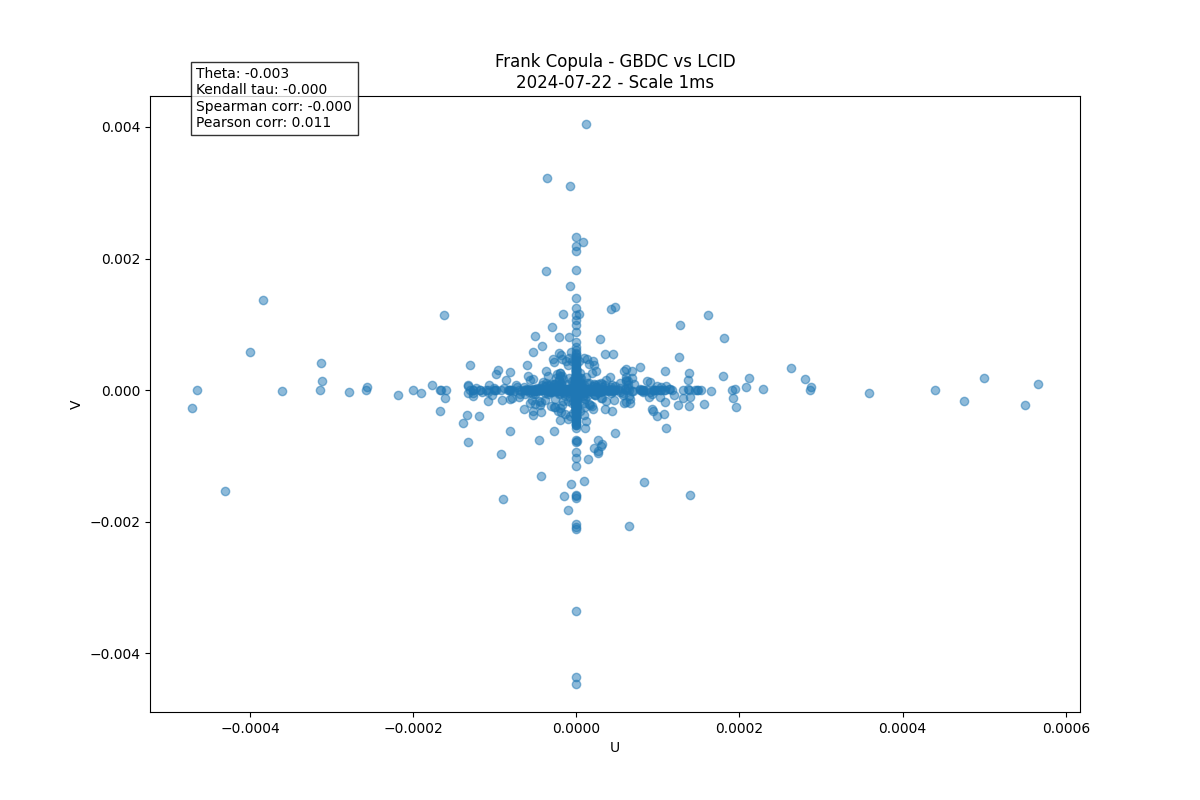 Frank Copula - GBDC vs LCID
2024-07-22 - Scale 1ms
Theta: -0.003
Kendall tau: -0.000
Spearman corr: -0.000
Pearson corr: 0.011
0.004
0.002
0.000
−0.002
−0.004
V
−0.0004
−0.0002
0.0000
0.0002
0.0004
0.0006
U